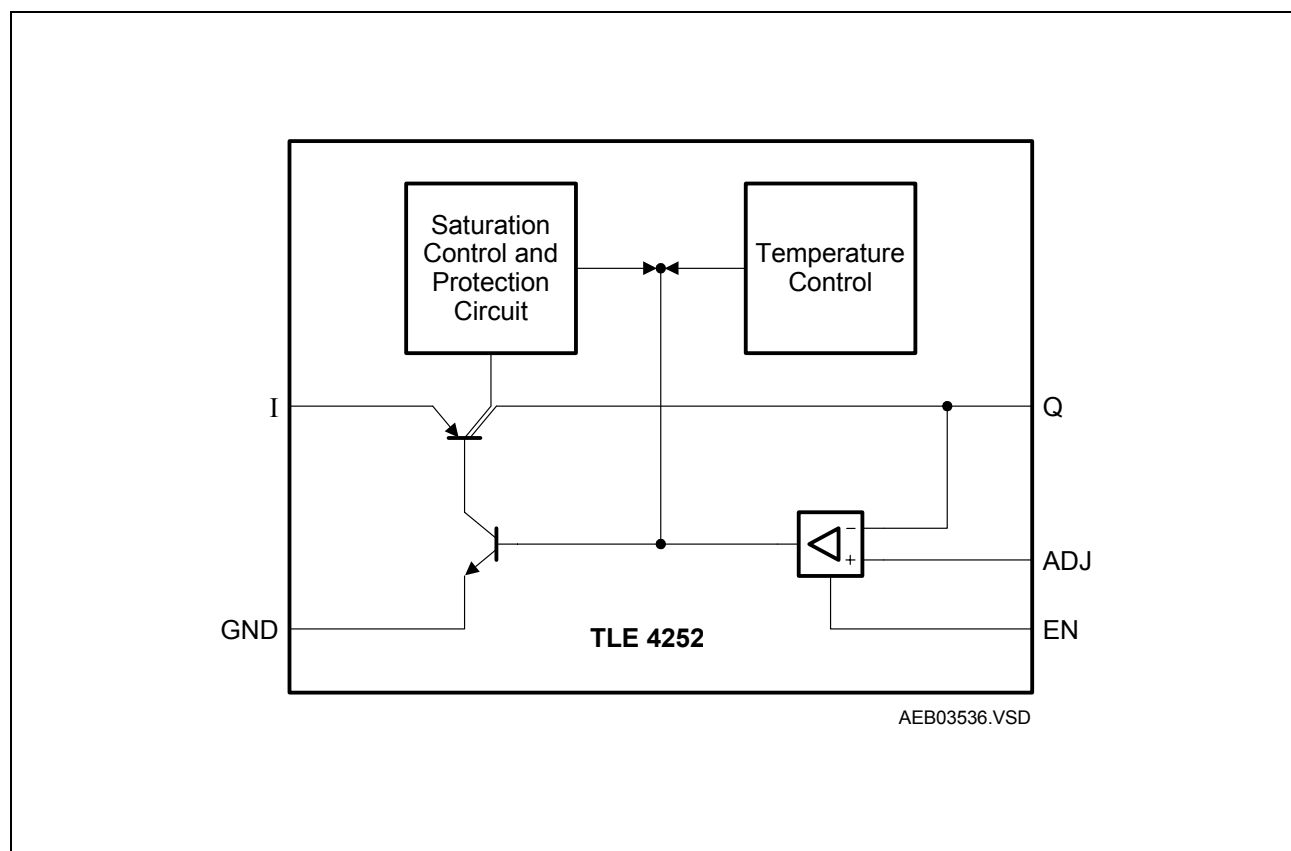 Saturation
Control and
Protection
Circuit
Temperature
Control
I
Q
−
+
ADJ
GND
EN
TLE 4252
AEB03536.VSD